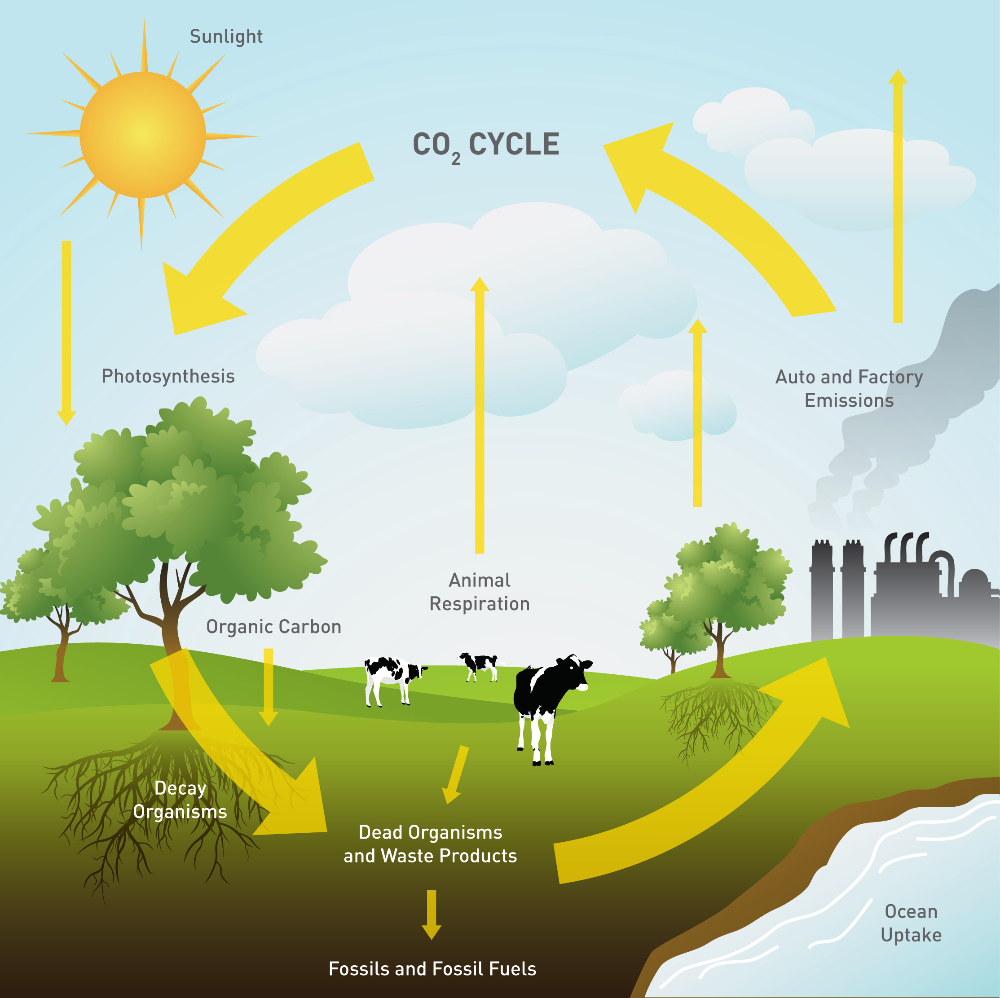 Sunlight
CO₂ CYCLE
Photosynthesis
Auto and Factory
Emissions
Animal
Respiration
Organic Carbon
Decay
Organisms
Dead Organisms
and Waste Products
Ocean
Uptake
Fossils and Fossil Fuels